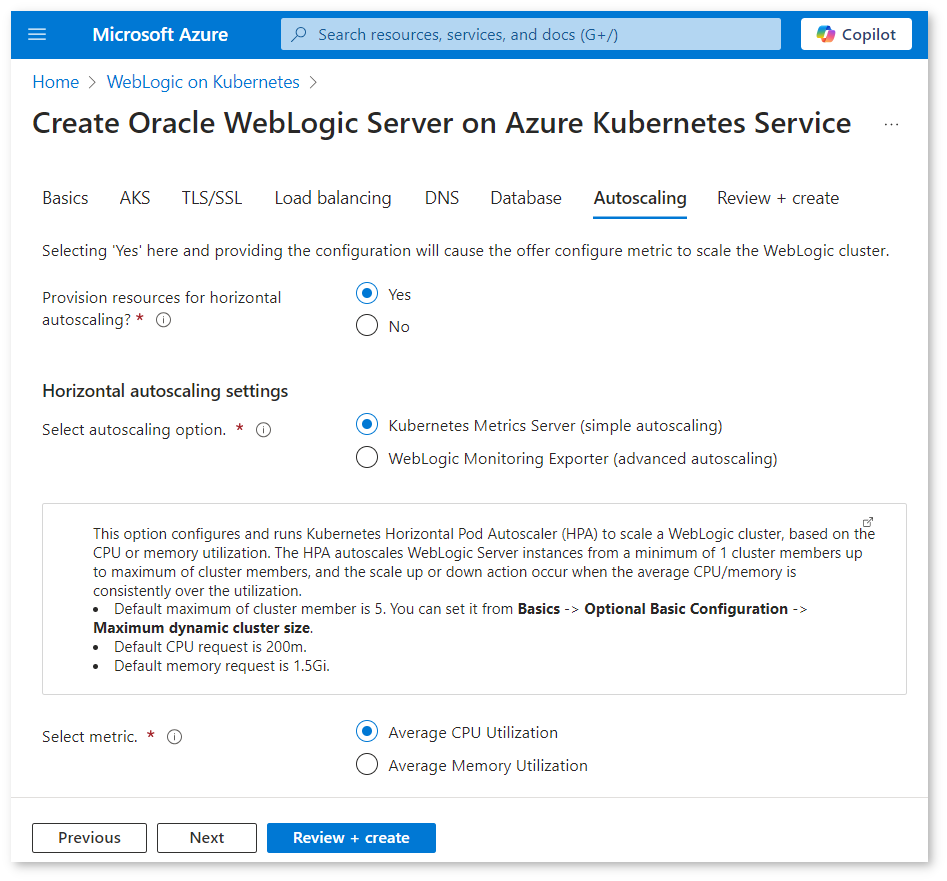 Microsoft Azure
Search resources, services, and docs (G+/)
Copilot
Home > WebLogic on Kubernetes >
Create Oracle WebLogic Server on Azure Kubernetes Service ...
Basics AKS TLS/SSL Load balancing DNS Database Autoscaling Review + create
Selecting 'Yes' here and providing the configuration will cause the offer configure metric to scale the WebLogic cluster.
Provision resources for horizontal
autoscaling? *
Yes
No
Horizontal autoscaling settings
Select autoscaling option. *
Kubernetes Metrics Server (simple autoscaling)
WebLogic Monitoring Exporter (advanced autoscaling)
This option configures and runs Kubernetes Horizontal Pod Autoscaler (HPA) to scale a WebLogic cluster, based on the
CPU or memory utilization. The HPA autoscales WebLogic Server instances from a minimum of 1 cluster members up
to maximum of cluster members, and the scale up or down action occur when the average CPU/memory is
consistently over the utilization.
• Default maximum of cluster member is 5. You can set it from Basics -> Optional Basic Configuration ->
Maximum dynamic cluster size.
• Default CPU request is 200m.
• Default memory request is 1.5Gi.
Select metric. *
Average CPU Utilization
Average Memory Utilization
Previous
Next
Review + create